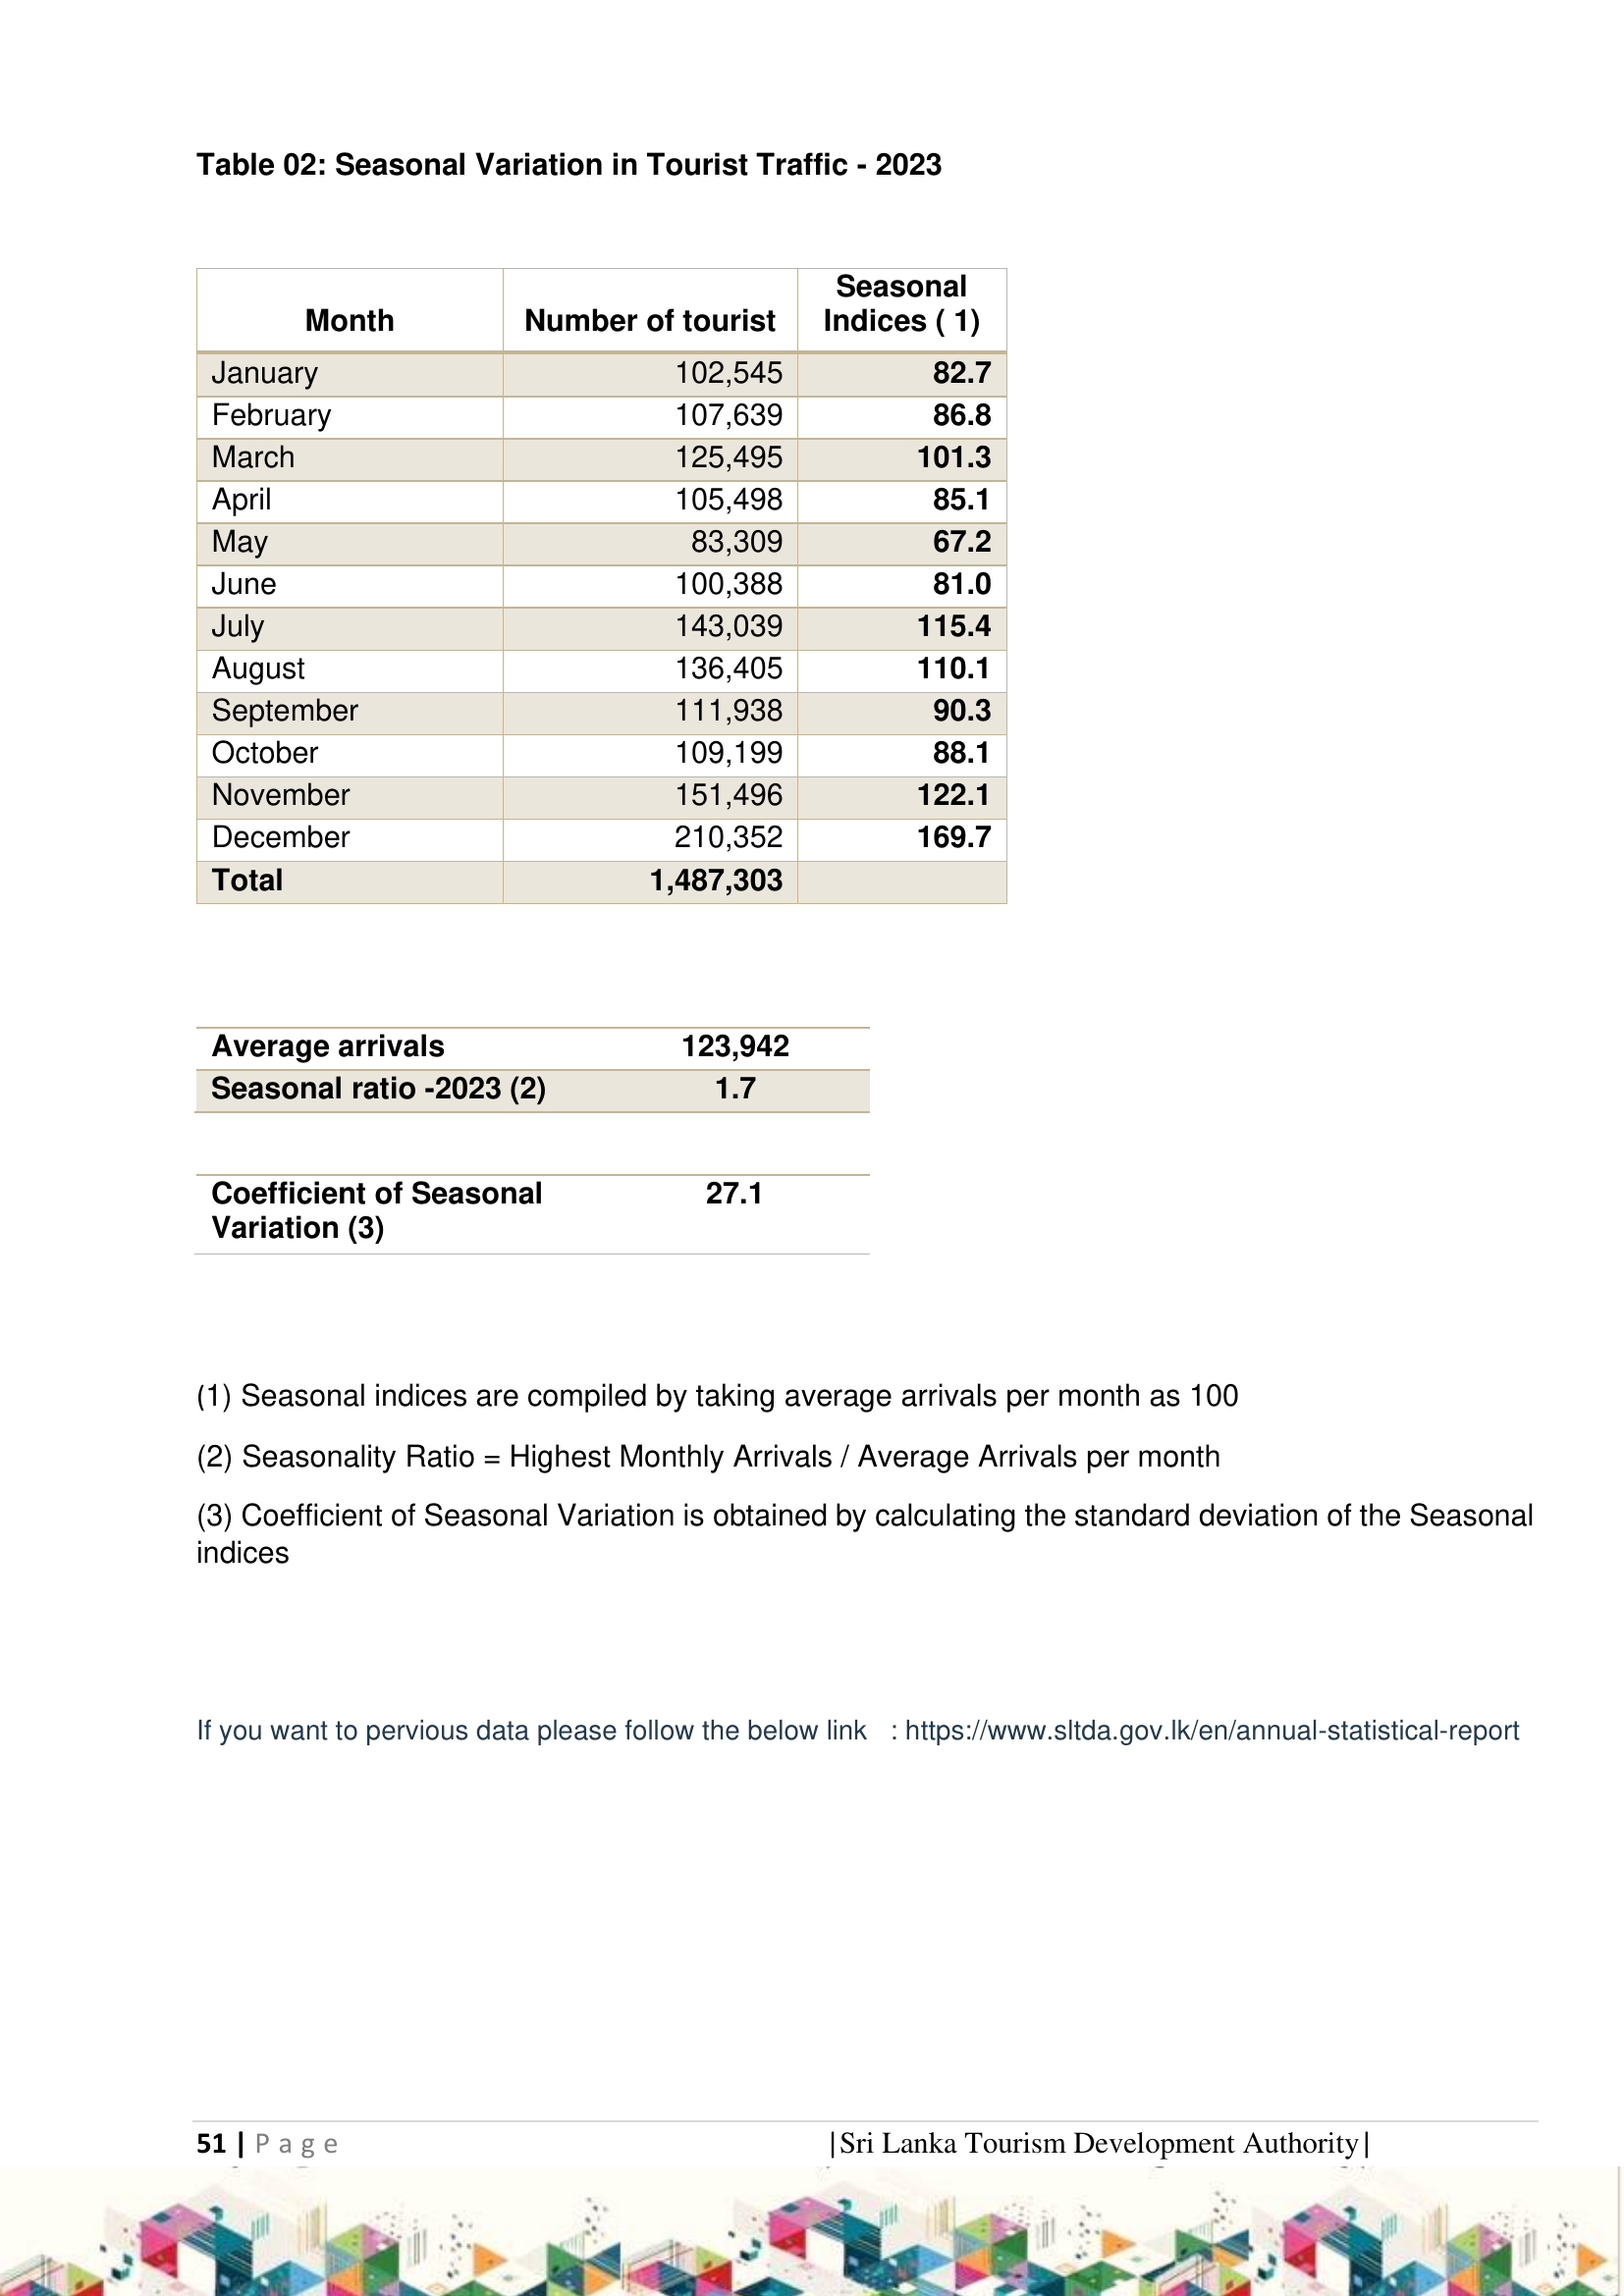 Table 02: Seasonal Variation in Tourist Traffic - 2023
Month Number of tourist Seasonal Indices ( 1)
January 102,545 82.7
February 107,639 86.8
March 125,495 101.3
April 105,498 85.1
May 83,309 67.2
June 100,388 81.0
July 143,039 115.4
August 136,405 110.1
September 111,938 90.3
October 109,199 88.1
November 151,496 122.1
December 210,352 169.7
Total 1,487,303
Average arrivals 123,942
Seasonal ratio -2023 (2) 1.7
Coefficient of Seasonal 27.1
Variation (3)
(1) Seasonal indices are compiled by taking average arrivals per month as 100
(2) Seasonality Ratio = Highest Monthly Arrivals / Average Arrivals per month
(3) Coefficient of Seasonal Variation is obtained by calculating the standard deviation of the Seasonal
indices
If you want to pervious data please follow the below link : https://www.sltda.gov.lk/en/annual-statistical-report
51 | Page |Sri Lanka Tourism Development Authority|